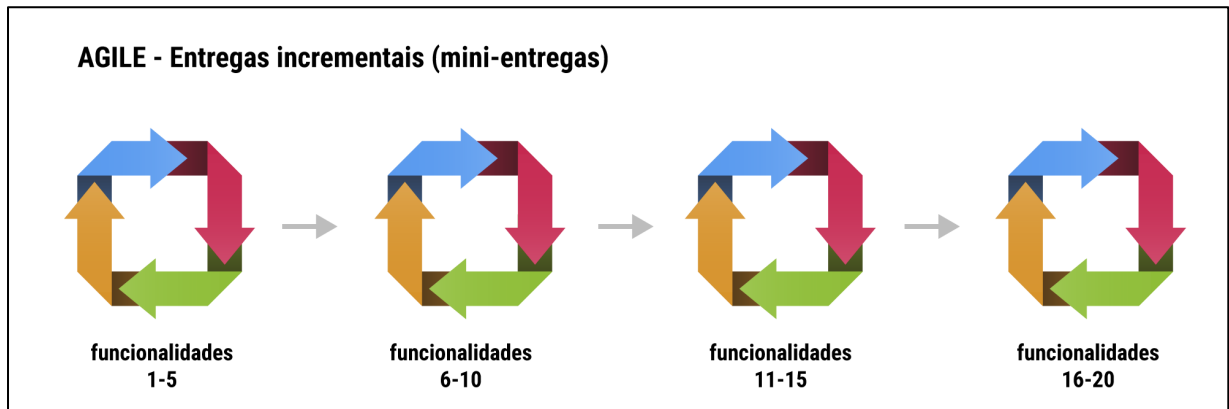 AGILE - Entregas incrementais (mini-entregas)
funcionalidades
1-5
funcionalidades
6-10
funcionalidades
11-15
funcionalidades
16-20